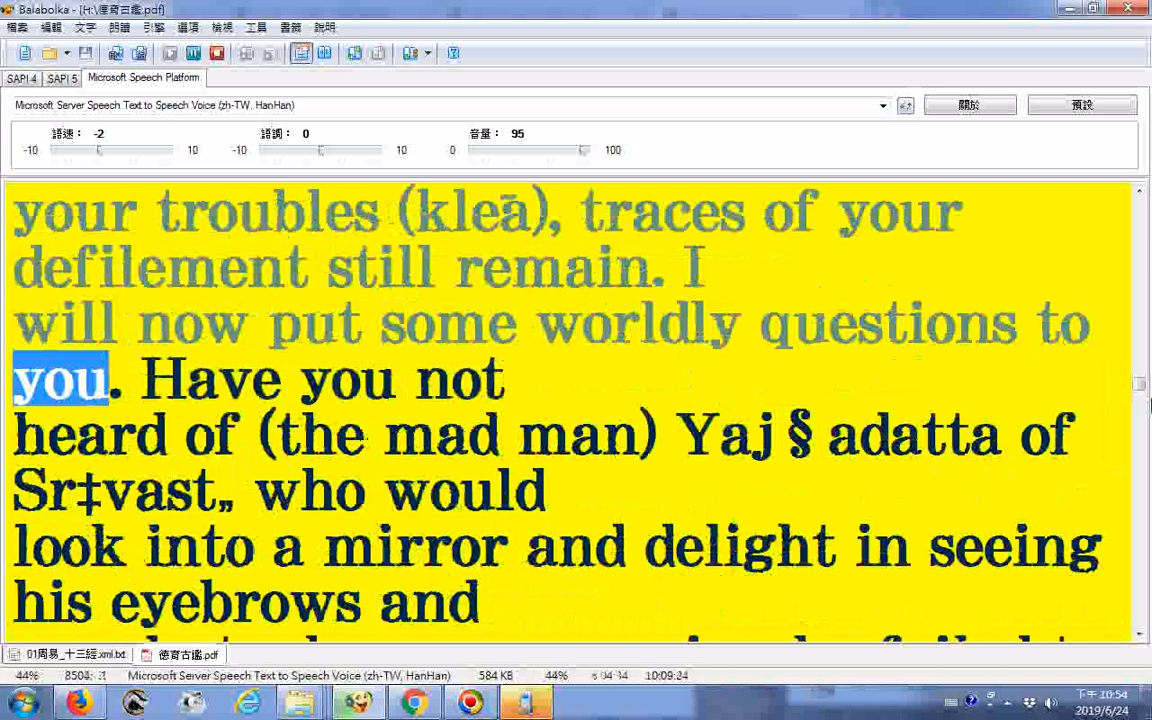 Balabolka - [H:\德育古鑑.pdf]
檔案 編輯 文字 朗讀 引擎 選項 檢視 工具 書籤 說明
SAPI 4 SAPI 5 Microsoft Speech Platform
Microsoft Server Speech Text to Speech Voice (zh-TW, HanHan) 關於 預設
語速： -2 語調： 0 音量： 95
-10 10 -10 10 0 100
your troubles (kleā), traces of your
defilement still remain. I
will now put some worldly questions to
you. Have you not
heard of (the mad man) Yaj§adatta of
Sr‡vast„ who would
look into a mirror and delight in seeing
his eyebrows and
01周易_十三經.xml.txt 德育古鑑.pdf
44% Microsoft Server Speech Text to Speech Voice (zh-TW, HanHan) 584 KB 44% 10:09:24
下午 10:54
2019/6/24